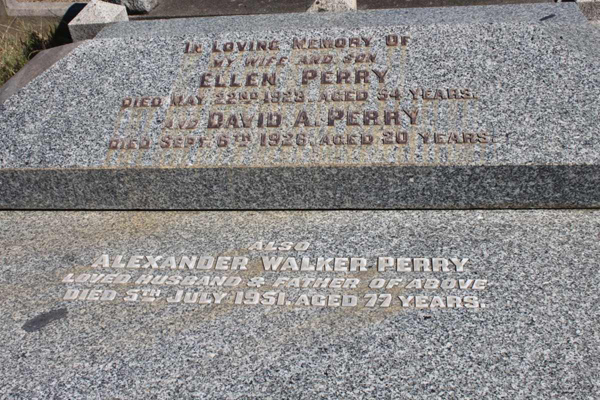 IN LOVING MEMORY OF
MY WIFE AND SON
ELLEN PERRY
DIED MAY 22ND 1923. AGED 54 YEARS.
AND DAVID A. PERRY
DIED SEPT. 6TH 1926. AGED 20 YEARS.
ALSO
ALEXANDER WALKER PERRY
LOVED HUSBAND & FATHER OF ABOVE
DIED 5TH JULY 1951. AGED 77 YEARS.